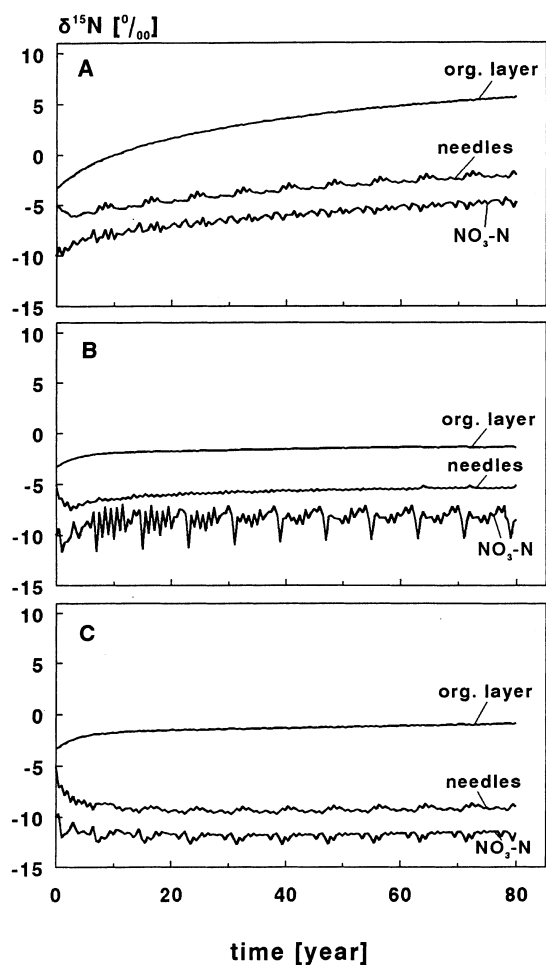 δ¹⁵N [⁰/₀₀]
A
10
5
0
-5
-10
-15
org. layer
needles
NO₃-N
B
10
5
0
-5
-10
-15
org. layer
needles
NO₃-N
C
10
5
0
-5
-10
-15
org. layer
needles
NO₃-N
0 20 40 60 80
time [year]